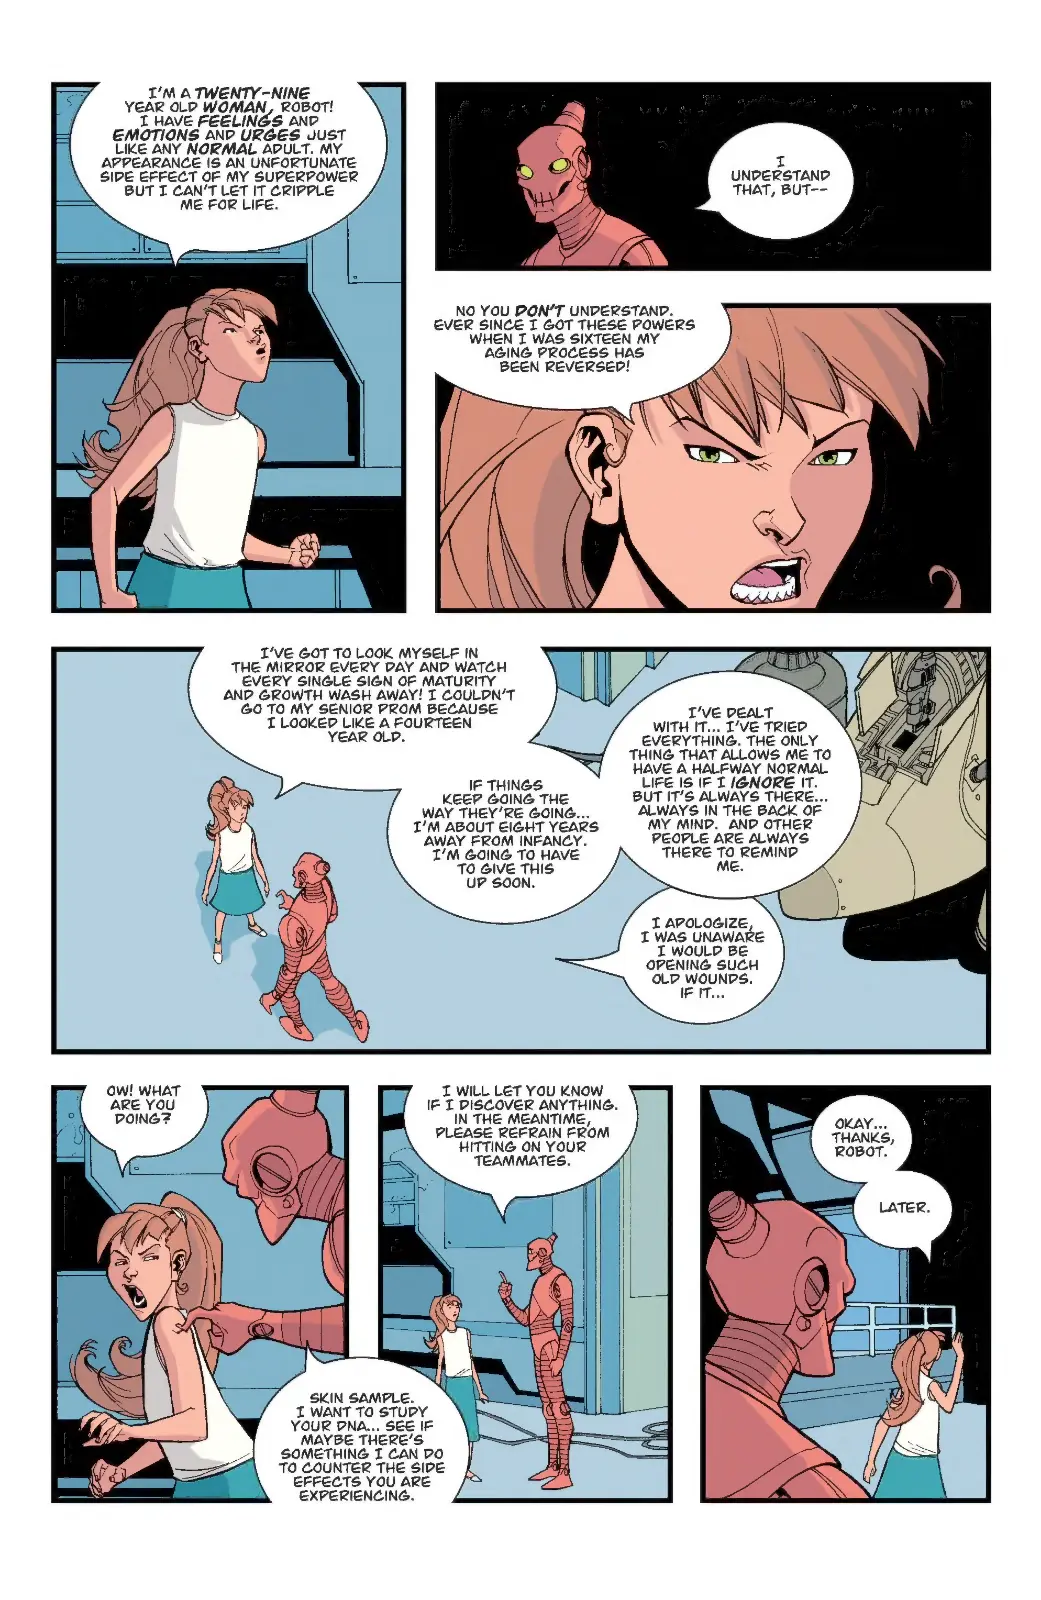 I'M A TWENTY-NINE
YEAR OLD WOMAN, ROBOT!
I HAVE FEELINGS AND
EMOTIONS AND URGES JUST
LIKE ANY NORMAL ADULT. MY
APPEARANCE IS AN UNFORTUNATE
SIDE EFFECT OF MY SUPERPOWER
BUT I CAN'T LET IT CRIPPLE
ME FOR LIFE.
I
UNDERSTAND
THAT, BUT--
NO YOU DON'T UNDERSTAND.
EVER SINCE I GOT THESE POWERS
WHEN I WAS SIXTEEN MY
AGING PROCESS HAS
BEEN REVERSED!
I'VE GOT TO LOOK MYSELF IN
THE MIRROR EVERY DAY AND WATCH
EVERY SINGLE SIGN OF MATURITY
AND GROWTH WASH AWAY! I COULDN'T
GO TO MY SENIOR PROM BECAUSE
I LOOKED LIKE A FOURTEEN
YEAR OLD.
IF THINGS
KEEP GOING THE
WAY THEY'RE GOING...
I'M ABOUT EIGHT YEARS
AWAY FROM INFANCY.
I'M GOING TO HAVE
TO GIVE THIS
UP SOON.
I'VE DEALT
WITH IT... I'VE TRIED
EVERYTHING. THE ONLY
THING THAT ALLOWS ME TO
HAVE A HALFWAY NORMAL
LIFE IS IF I IGNORE IT.
BUT IT'S ALWAYS THERE...
ALWAYS IN THE BACK OF
MY MIND. AND OTHER
PEOPLE ARE ALWAYS
THERE TO REMIND
ME.
I APOLOGIZE,
I WAS UNAWARE
I WOULD BE
OPENING SUCH
OLD WOUNDS.
IF IT...
OW! WHAT
ARE YOU
DOING?
SKIN SAMPLE.
I WANT TO STUDY
YOUR DNA... SEE IF
MAYBE THERE'S
SOMETHING I CAN DO
TO COUNTER THE SIDE
EFFECTS YOU ARE
EXPERIENCING.
I WILL LET YOU KNOW
IF I DISCOVER ANYTHING.
IN THE MEANTIME,
PLEASE REFRAIN FROM
HITTING ON YOUR
TEAMMATES.
OKAY...
THANKS,
ROBOT.
LATER.